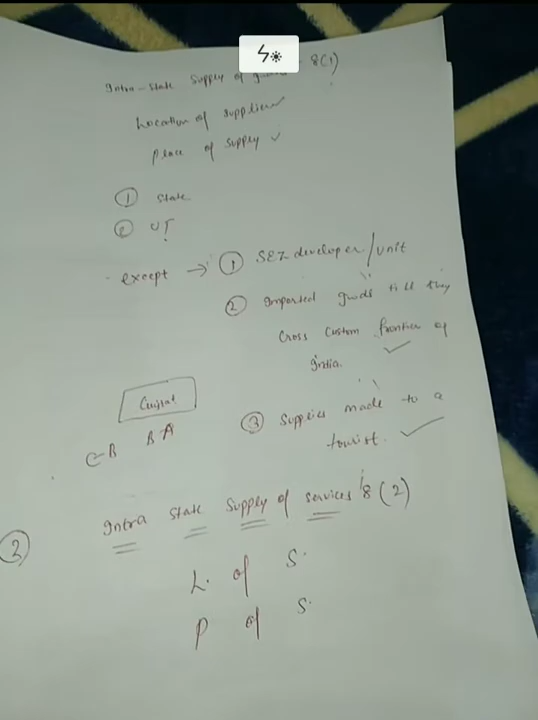 Intra-State Supply of 8(1)
Location of supplier
place of supply
① State
② UT
except → ① SEZ developer/unit
② Imported goods till they
Cross Custom frontier of
India.
③ Supplies made to a
tourist.
Gujrat
B A
② Intra State Supply of services 8(2)
L. of S.
P of S.